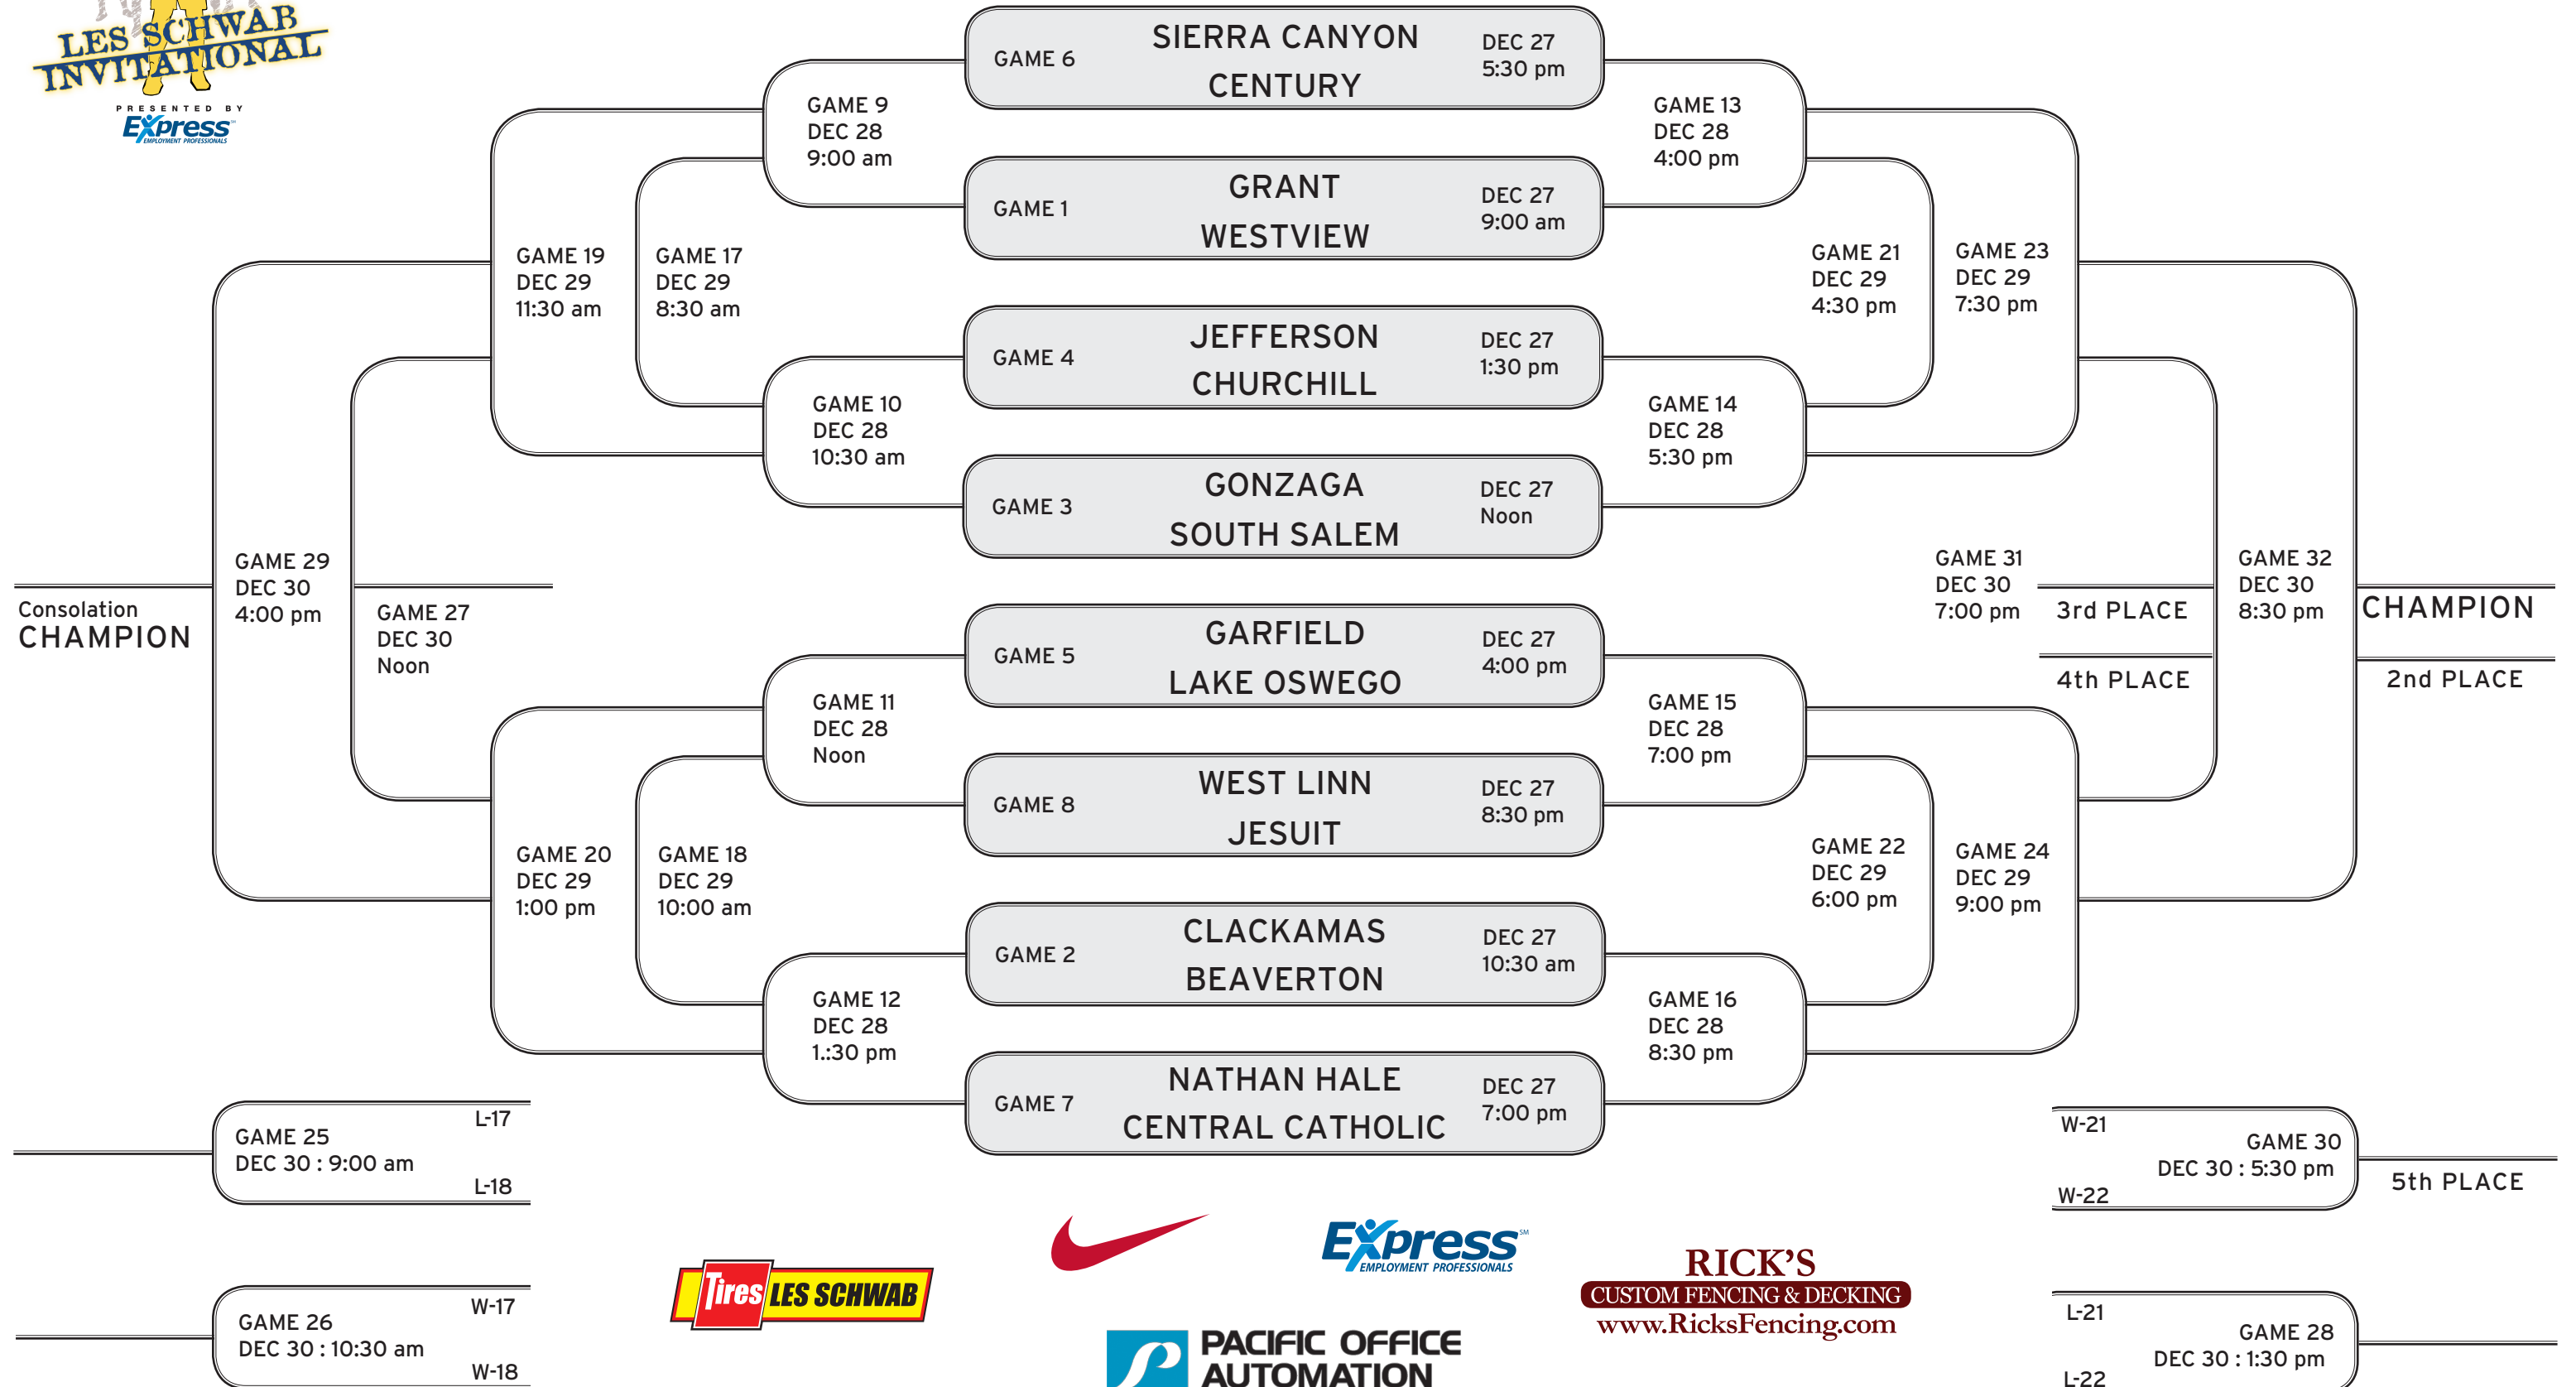 LES SCHWAB
INVITATIONAL
PRESENTED BY
Express
EMPLOYMENT PROFESSIONALS
GAME 6
SIERRA CANYON
CENTURY
DEC 27
5:30 pm
GAME 1
GRANT
WESTVIEW
DEC 27
9:00 am
GAME 4
JEFFERSON
CHURCHILL
DEC 27
1:30 pm
GAME 3
GONZAGA
SOUTH SALEM
DEC 27
Noon
GAME 5
GARFIELD
LAKE OSWEGO
DEC 27
4:00 pm
GAME 8
WEST LINN
JESUIT
DEC 27
8:30 pm
GAME 2
CLACKAMAS
BEAVERTON
DEC 27
10:30 am
GAME 7
NATHAN HALE
CENTRAL CATHOLIC
DEC 27
7:00 pm
GAME 9
DEC 28
9:00 am
GAME 10
DEC 28
10:30 am
GAME 11
DEC 28
Noon
GAME 12
DEC 28
1.:30 pm
GAME 19
DEC 29
11:30 am
GAME 17
DEC 29
8:30 am
GAME 20
DEC 29
1:00 pm
GAME 18
DEC 29
10:00 am
GAME 29
DEC 30
4:00 pm
GAME 27
DEC 30
Noon
Consolation
CHAMPION
GAME 13
DEC 28
4:00 pm
GAME 14
DEC 28
5:30 pm
GAME 15
DEC 28
7:00 pm
GAME 16
DEC 28
8:30 pm
GAME 21
DEC 29
4:30 pm
GAME 23
DEC 29
7:30 pm
GAME 22
DEC 29
6:00 pm
GAME 24
DEC 29
9:00 pm
GAME 31
DEC 30
7:00 pm
3rd PLACE
4th PLACE
GAME 32
DEC 30
8:30 pm
CHAMPION
2nd PLACE
L-17
GAME 25
DEC 30 : 9:00 am
L-18
W-17
GAME 26
DEC 30 : 10:30 am
W-18
W-21
GAME 30
DEC 30 : 5:30 pm
W-22
5th PLACE
L-21
GAME 28
DEC 30 : 1:30 pm
L-22
Tires LES SCHWAB
Express SM
EMPLOYMENT PROFESSIONALS
RICK'S
CUSTOM FENCING & DECKING
www.RicksFencing.com
PACIFIC OFFICE
AUTOMATION